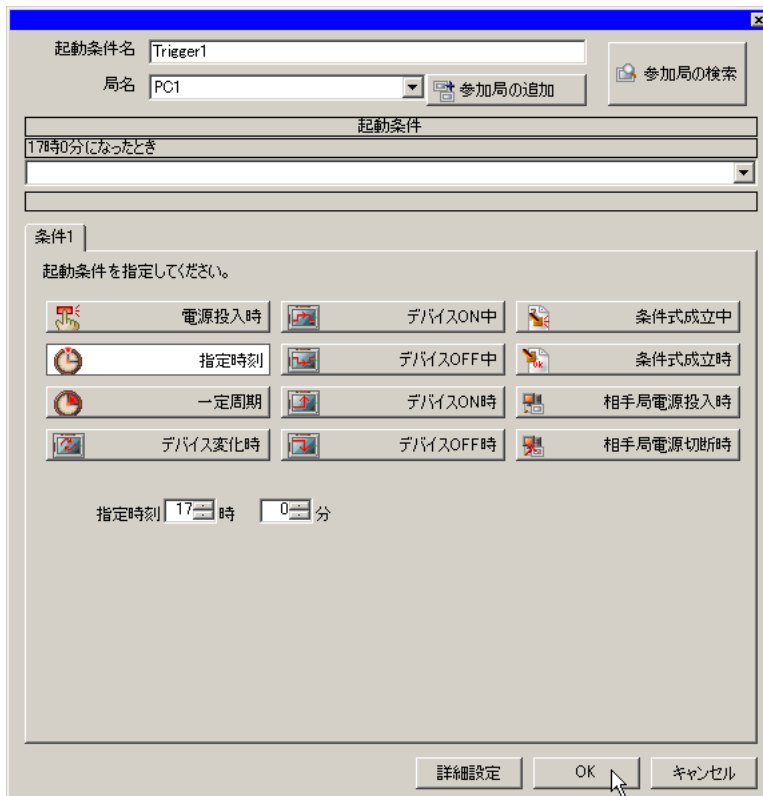 起動条件名 Trigger1
参加局の検索
局名 PC1 参加局の追加
起動条件
17時0分になったとき
条件1
起動条件を指定してください。
電源投入時 デバイスON中 条件式成立中
指定時刻 デバイスOFF中 条件式成立時
一定周期 デバイスON時 相手局電源投入時
デバイス変化時 デバイスOFF時 相手局電源切断時
指定時刻 17 時 0 分
詳細設定 OK キャンセル